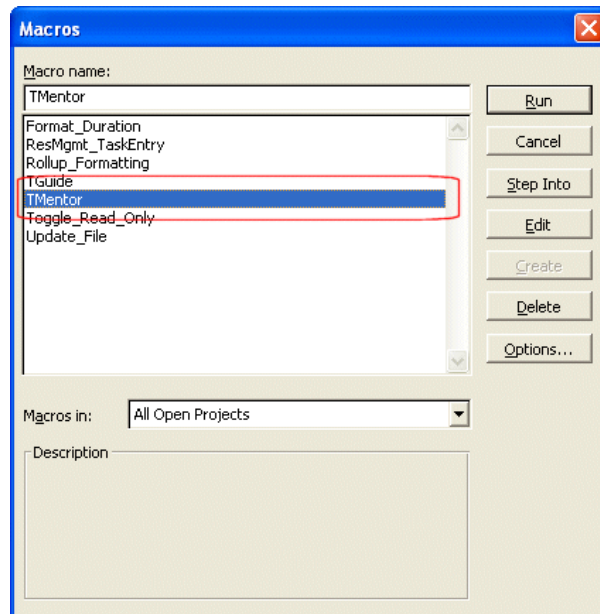 Macros
Macro name:
TMentor
Run
Format_Duration
ResMgmt_TaskEntry
Rollup_Formatting
TGuide
TMentor
Toggle_Read_Only
Update_File
Cancel
Step Into
Edit
Create
Delete
Options...
Macros in:
All Open Projects
Description